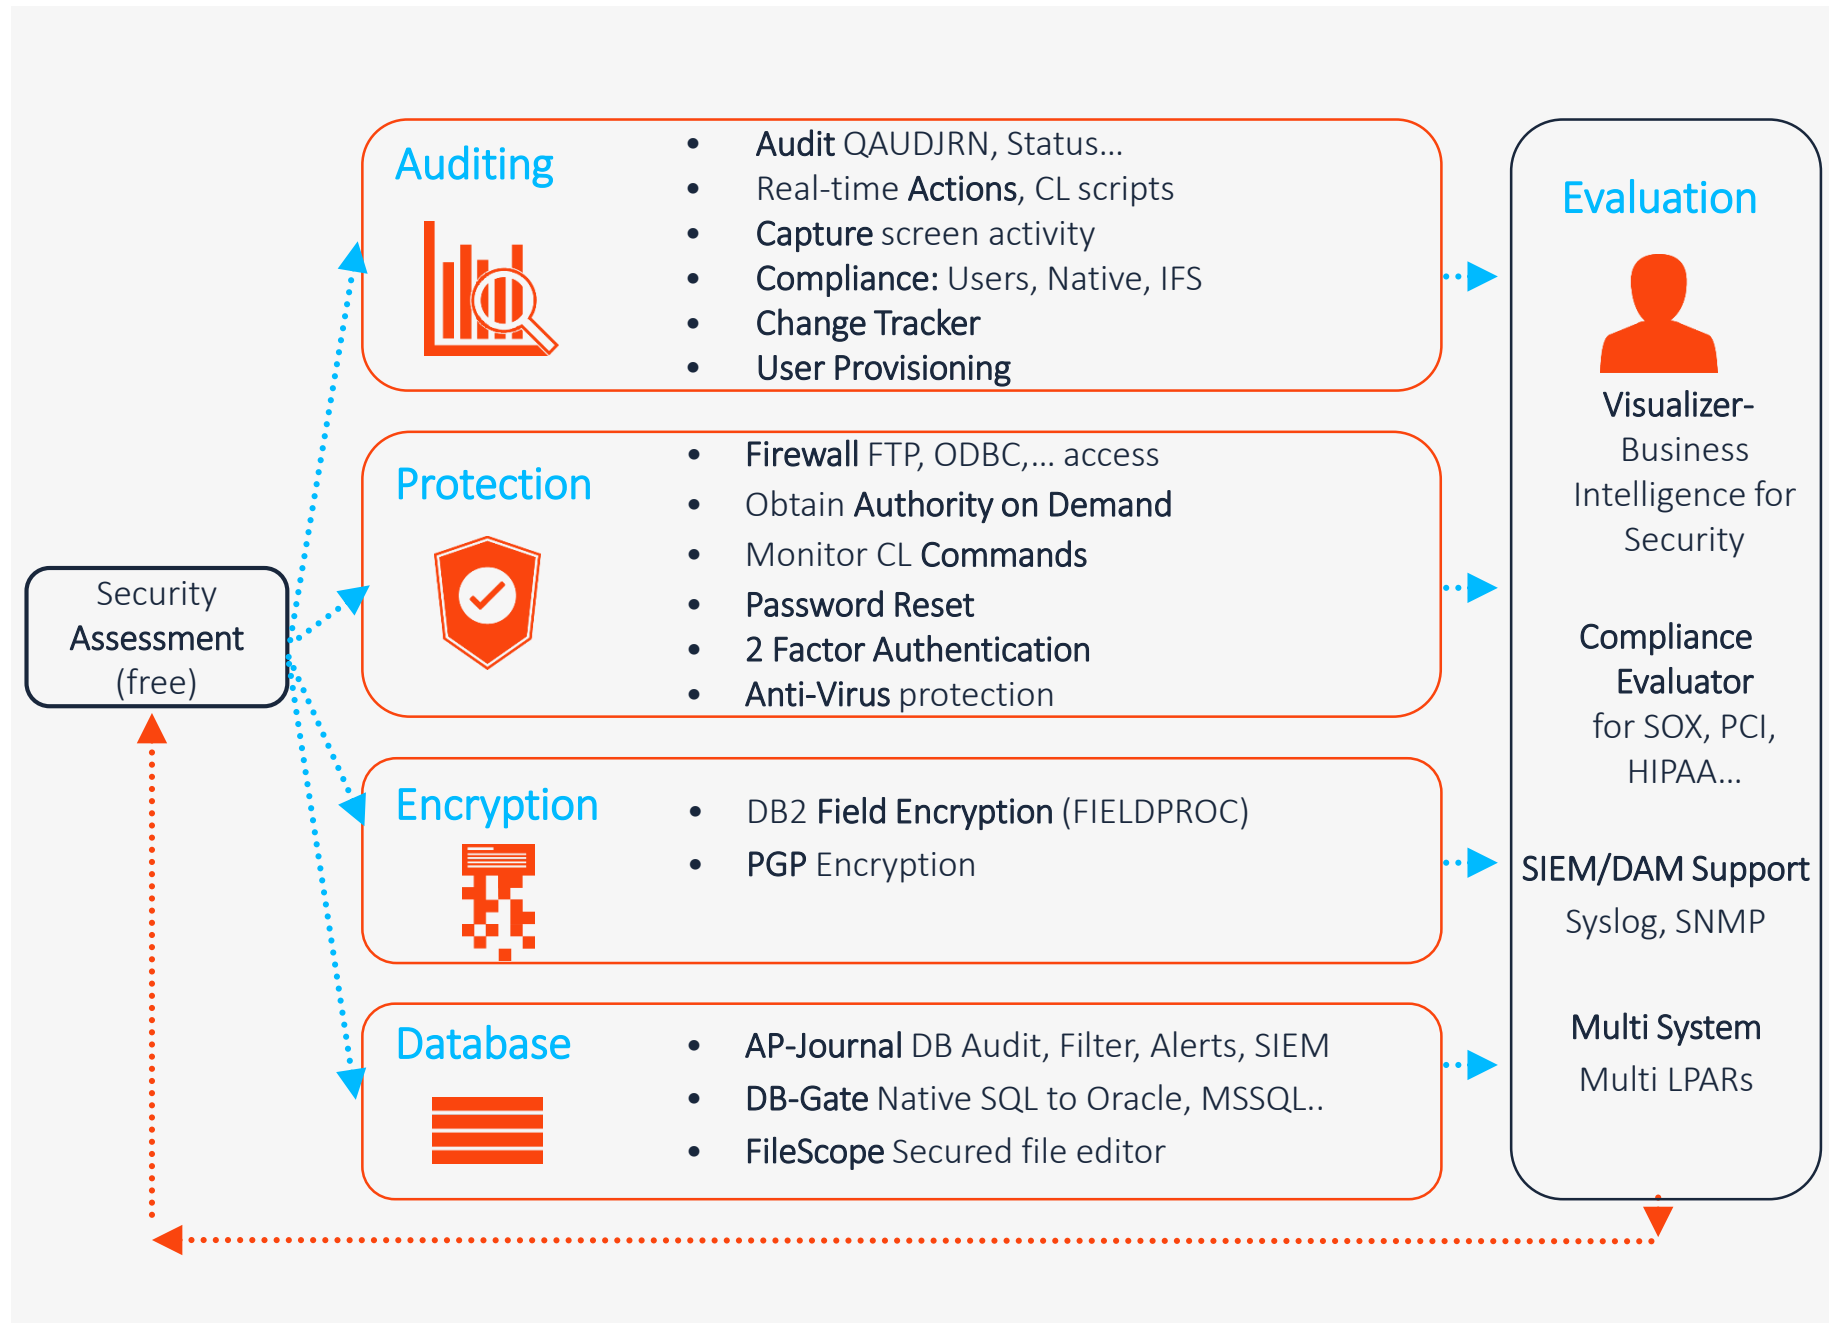 Security
Assessment
(free)
Auditing
• Audit QAUDJRN, Status...
• Real-time Actions, CL scripts
• Capture screen activity
• Compliance: Users, Native, IFS
• Change Tracker
• User Provisioning
Protection
• Firewall FTP, ODBC,... access
• Obtain Authority on Demand
• Monitor CL Commands
• Password Reset
• 2 Factor Authentication
• Anti-Virus protection
Encryption
• DB2 Field Encryption (FIELDPROC)
• PGP Encryption
Database
• AP-Journal DB Audit, Filter, Alerts, SIEM
• DB-Gate Native SQL to Oracle, MSSQL..
• FileScope Secured file editor
Evaluation
Visualizer-
Business
Intelligence for
Security
Compliance
Evaluator
for SOX, PCI,
HIPAA...
SIEM/DAM Support
Syslog, SNMP
Multi System
Multi LPARs